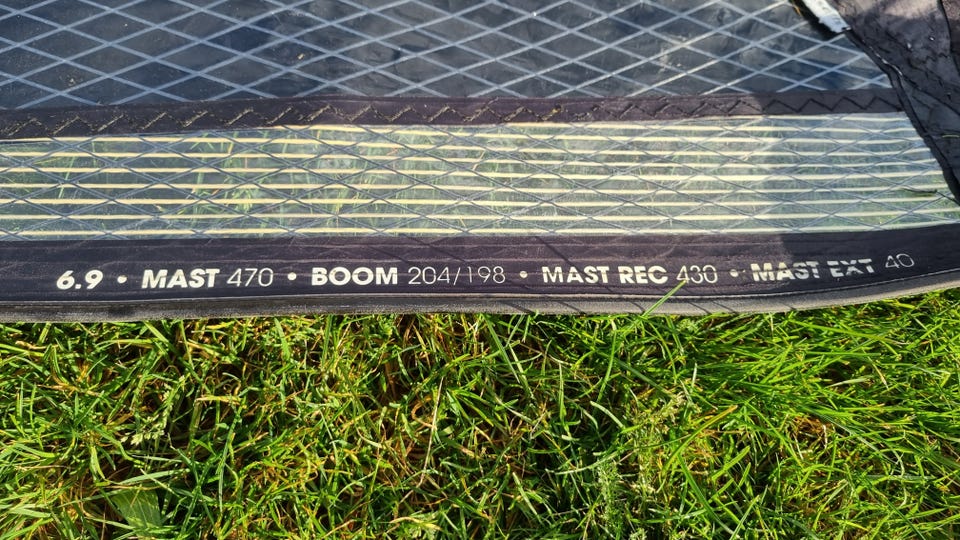 6.9 • MAST 470 • BOOM 204/198 • MAST REC 430 • MAST EXT 40